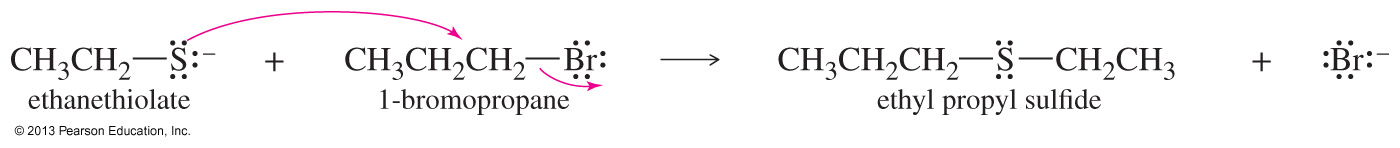 CH₃CH₂—S:⁻ + CH₃CH₂CH₂—Br: ⟶ CH₃CH₂CH₂—S—CH₂CH₃ + :Br:⁻
ethanethiolate 1-bromopropane ethyl propyl sulfide
© 2013 Pearson Education, Inc.